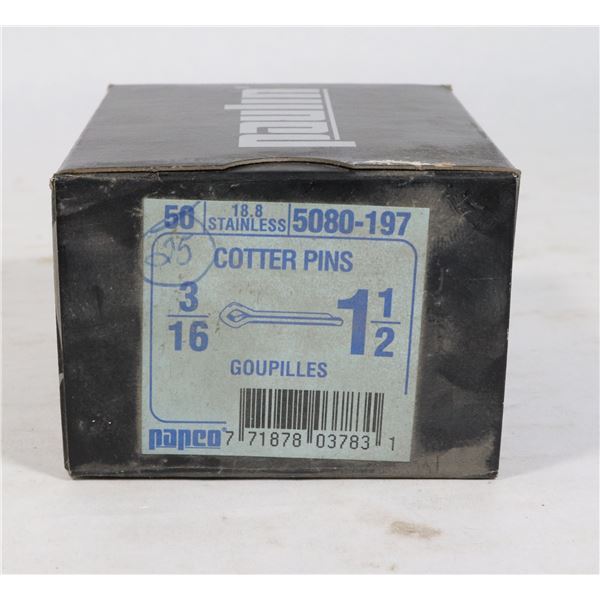 paulin
50 18.8 STAINLESS 5080-197
COTTER PINS
3/16 1 1/2
GOUPILLES
papco
7 71878 03783 1